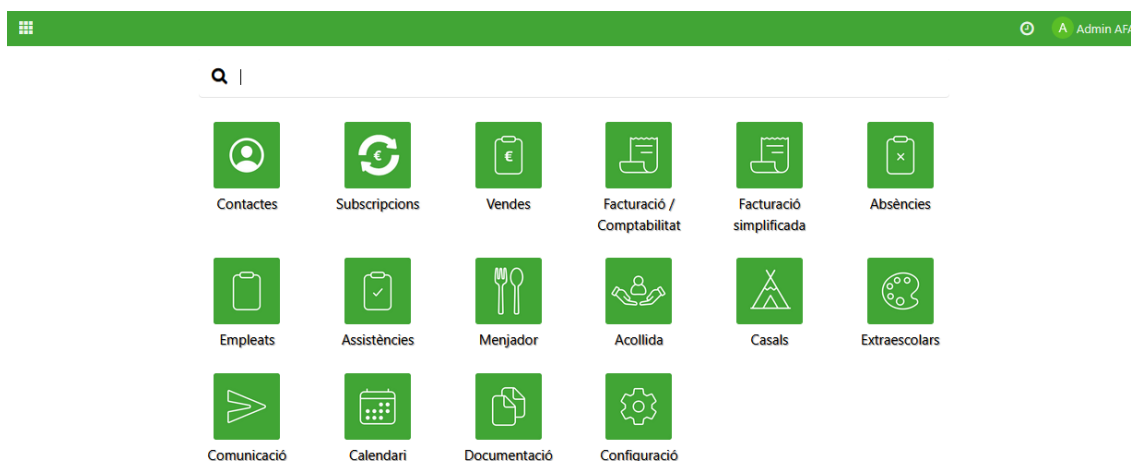 A Admin AFA
Contactes
Subscripcions
Vendes
Facturació /
Comptabilitat
Facturació
simplificada
Absències
Empleats
Assistències
Menjador
Acollida
Casals
Extraescolars
Comunicació
Calendari
Documentació
Configuració